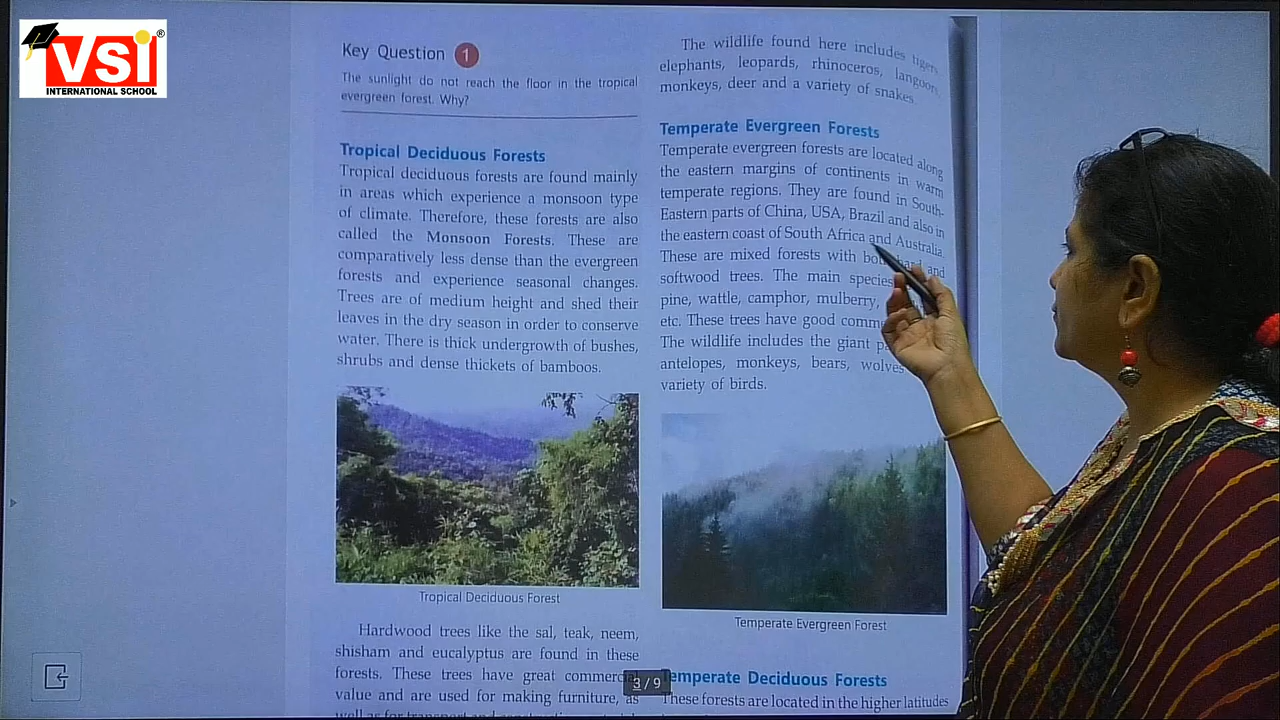 VSI®
INTERNATIONAL SCHOOL
Key Question 1
The sunlight do not reach the floor in the tropical
evergreen forest. Why?
Tropical Deciduous Forests
Tropical deciduous forests are found mainly
in areas which experience a monsoon type
of climate. Therefore, these forests are also
called the Monsoon Forests. These are
comparatively less dense than the evergreen
forests and experience seasonal changes.
Trees are of medium height and shed their
leaves in the dry season in order to conserve
water. There is thick undergrowth of bushes,
shrubs and dense thickets of bamboos.
Tropical Deciduous Forest
Hardwood trees like the sal, teak, neem,
shisham and eucalyptus are found in these
forests. These trees have great commercial
value and are used for making furniture, as
well as for transport and
The wildlife found here includes tigers,
elephants, leopards, rhinoceros, langoor,
monkeys, deer and a variety of snakes.
Temperate Evergreen Forests
Temperate evergreen forests are located along
the eastern margins of continents in warm
temperate regions. They are found in South-
Eastern parts of China, USA, Brazil and also in
the eastern coast of South Africa and Australia.
These are mixed forests with both hard and
softwood trees. The main species
pine, wattle, camphor, mulberry,
etc. These trees have good
The wildlife includes the giant
antelopes, monkeys, bears, wolves
variety of birds.
Temperate Evergreen Forest
Temperate Deciduous Forests
These forests are located in the higher latitudes
3/9